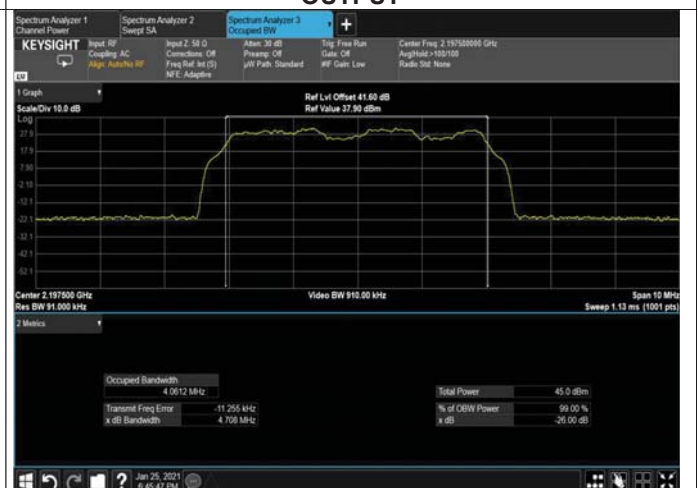 OUTPUT
Spectrum Analyzer 1
Channel Power
Spectrum Analyzer 2
Swept SA
Spectrum Analyzer 3
Occupied BW
KEYSIGHT
Input: RF
Coupling: AC
Align: Auto/No RF
Input Z: 50 Ω
Corrections: Off
Freq Ref: Int (S)
NFE: Adaptive
Atten: 30 dB
Preamp: Off
µW Path: Standard
Trig: Free Run
Gate: Off
#IF Gain: Low
Center Freq: 2.197500000 GHz
Avg|Hold:>100/100
Radio Std: None
1 Graph
Scale/Div 10.0 dB
Ref Lvl Offset 41.60 dB
Ref Value 37.90 dBm
Log
27.9
17.9
7.90
-2.10
-12.1
-22.1
-32.1
-42.1
-52.1
Center 2.197500 GHz
Video BW 910.00 kHz
Span 10 MHz
Res BW 91.000 kHz
Sweep 1.13 ms (1001 pts)
2 Metrics
Occupied Bandwidth
4.0612 MHz
Total Power 45.0 dBm
Transmit Freq Error -11.255 kHz
% of OBW Power 99.00 %
x dB Bandwidth 4.708 MHz
x dB -26.00 dB
Jan 25, 2021
6:45:47 PM